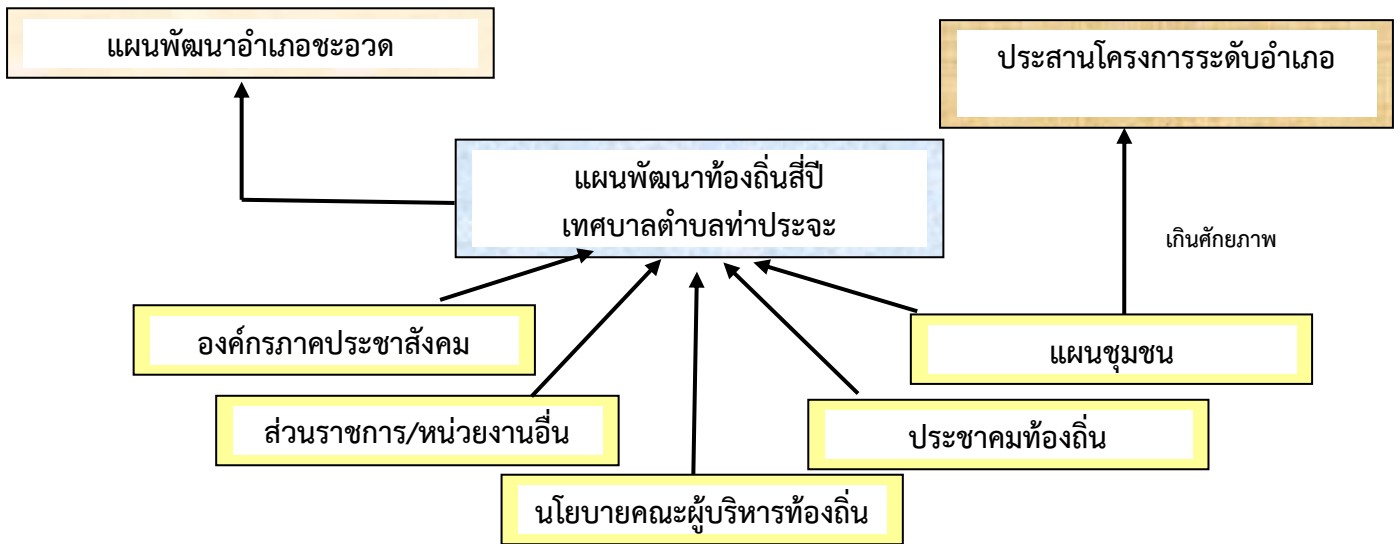 แผนพัฒนาอำเภอชะอวด
ประสานโครงการระดับอำเภอ
แผนพัฒนาท้องถิ่นสี่ปี
เทศบาลตำบลท่าประจะ
เกินศักยภาพ
องค์กรภาคประชาสังคม
แผนชุมชน
ส่วนราชการ/หน่วยงานอื่น
ประชาคมท้องถิ่น
นโยบายคณะผู้บริหารท้องถิ่น